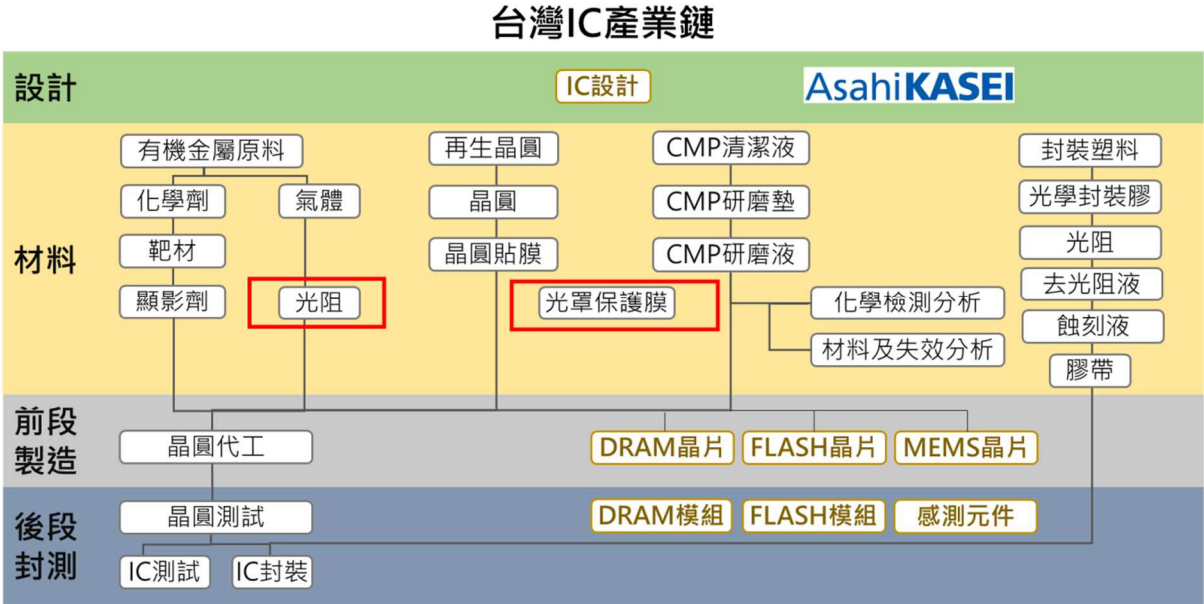 台灣IC產業鏈
設計
IC設計
AsahiKASEI
材料
有機金屬原料
化學劑
氣體
靶材
顯影劑
光阻
再生晶圓
晶圓
晶圓貼膜
光罩保護膜
CMP清潔液
CMP研磨墊
CMP研磨液
化學檢測分析
材料及失效分析
封裝塑料
光學封裝膠
光阻
去光阻液
蝕刻液
膠帶
前段
製造
晶圓代工
DRAM晶片
FLASH晶片
MEMS晶片
後段
封測
晶圓測試
DRAM模組
FLASH模組
感測元件
IC測試
IC封裝